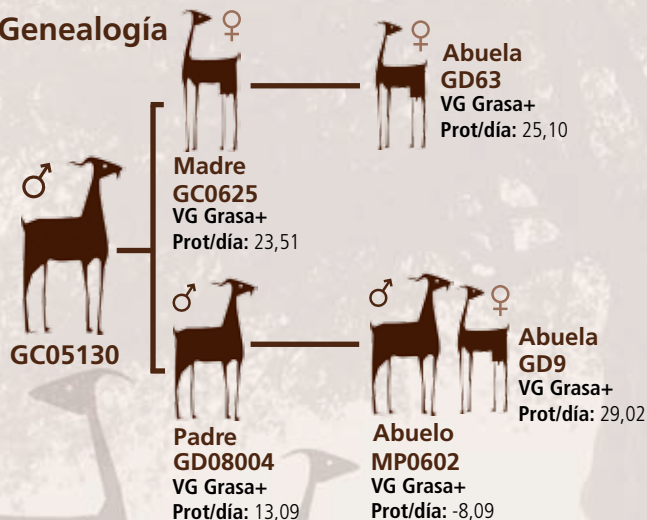 Genealogía
Abuela
GD63
VG Grasa+
Prot/día: 25,10
Madre
GC0625
VG Grasa+
Prot/día: 23,51
GC05130
Abuela
GD9
VG Grasa+
Prot/día: 29,02
Padre
GD08004
VG Grasa+
Prot/día: 13,09
Abuelo
MP0602
VG Grasa+
Prot/día: -8,09